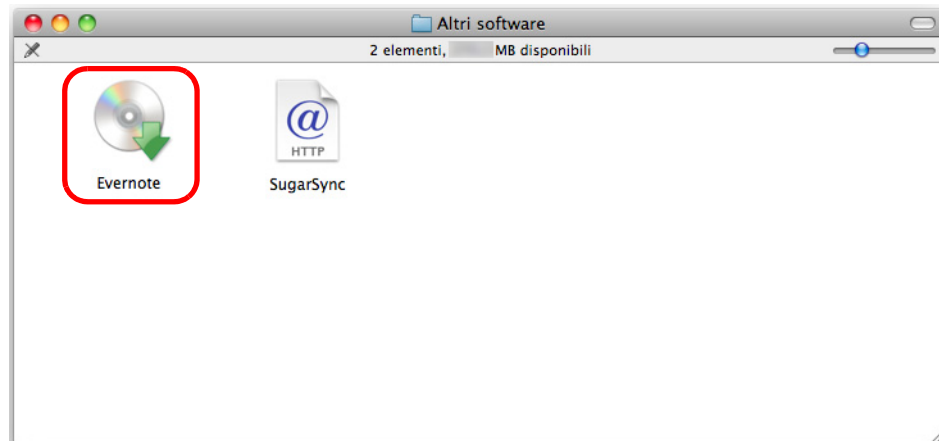 Altri software
2 elementi, MB disponibili
@
HTTP
Evernote
SugarSync